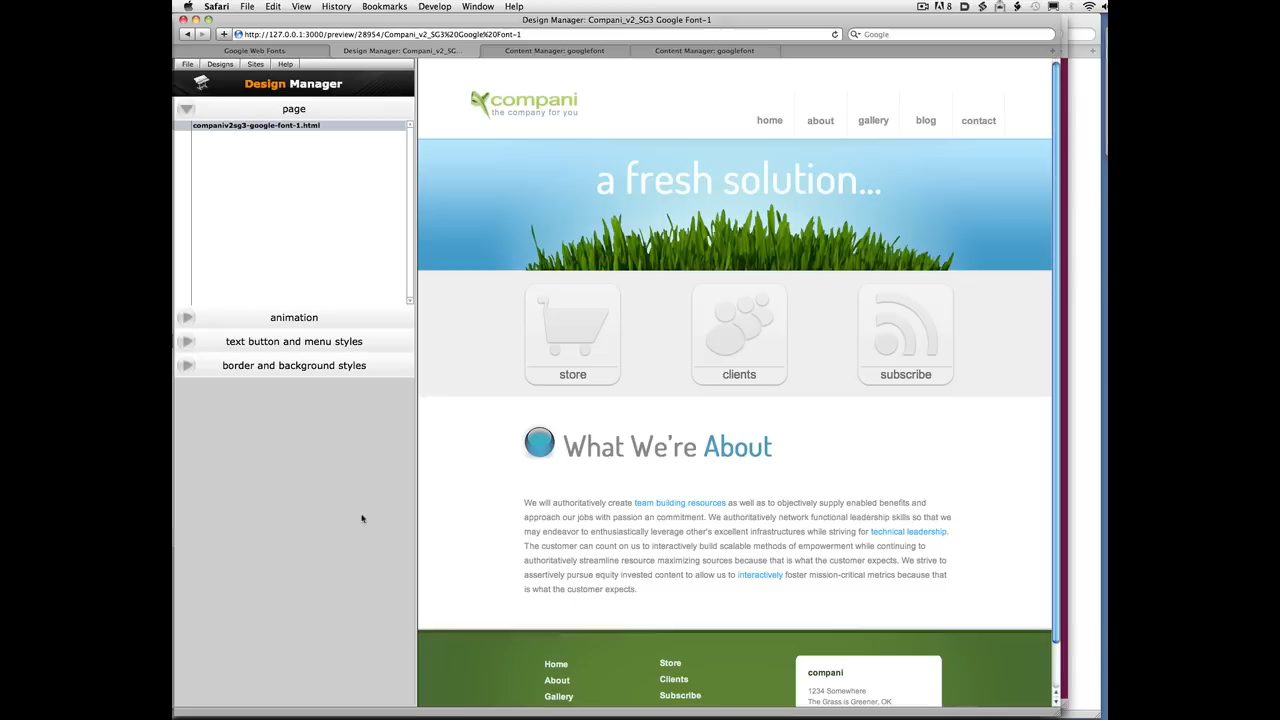 Safari File Edit View History Bookmarks Develop Window Help
8
Design Manager: Compani_v2_SG3 Google Font-1
http://127.0.0.1:3000/preview/28954/Compani_v2_SG3%20Google%20Font-1
Google
Google Web Fonts
Design Manager: Compani_v2_SG...
Content Manager: googlefont
Content Manager: googlefont
File Designs Sites Help
Design Manager
page
companiv2sg3-google-font-1.html
animation
text button and menu styles
border and background styles
compani
the company for you
home about gallery blog contact
a fresh solution...
store clients subscribe
What We're About
We will authoritatively create team building resources as well as to objectively supply enabled benefits and
approach our jobs with passion an commitment. We authoritatively network functional leadership skills so that we
may endeavor to enthusiastically leverage other's excellent infrastructures while striving for technical leadership.
The customer can count on us to interactively build scalable methods of empowerment while continuing to
authoritatively streamline resource maximizing sources because that is what the customer expects. We strive to
assertively pursue equity invested content to allow us to interactively foster mission-critical metrics because that
is what the customer expects.
Home
About
Gallery
Store
Clients
Subscribe
compani
1234 Somewhere
The Grass is Greener, OK